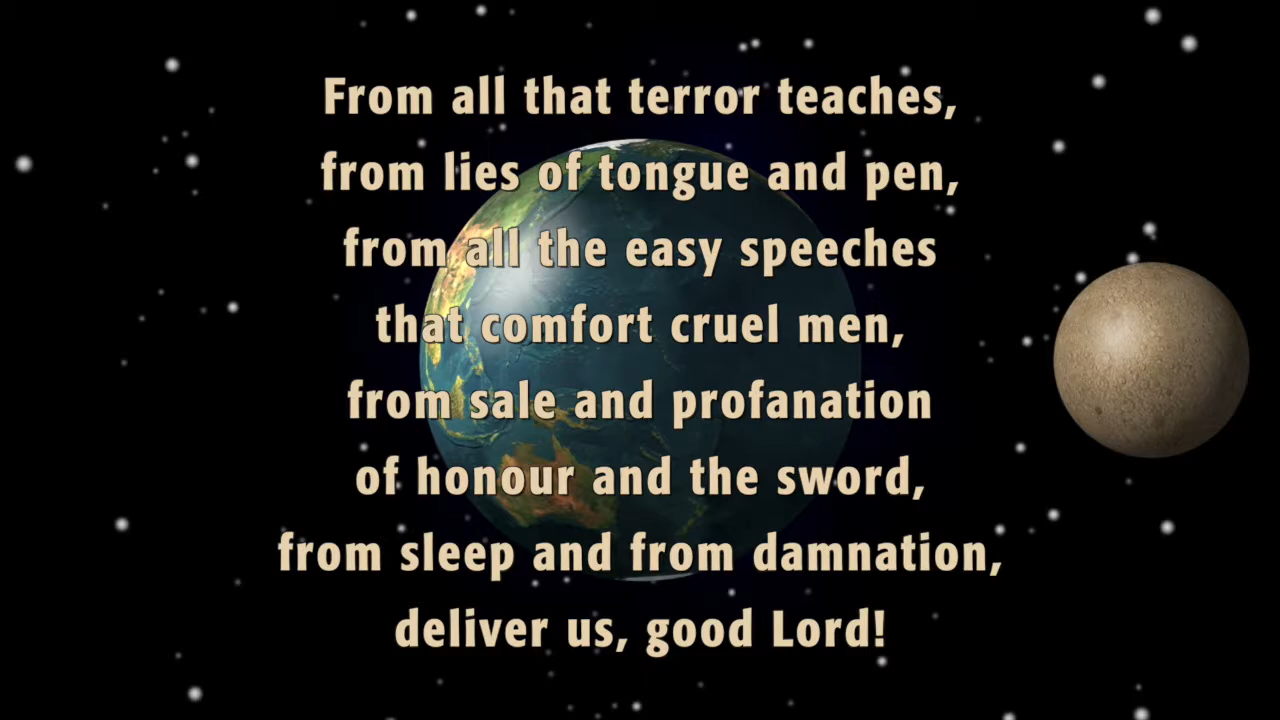 From all that terror teaches,
from lies of tongue and pen,
from all the easy speeches
that comfort cruel men,
from sale and profanation
of honour and the sword,
from sleep and from damnation,
deliver us, good Lord!